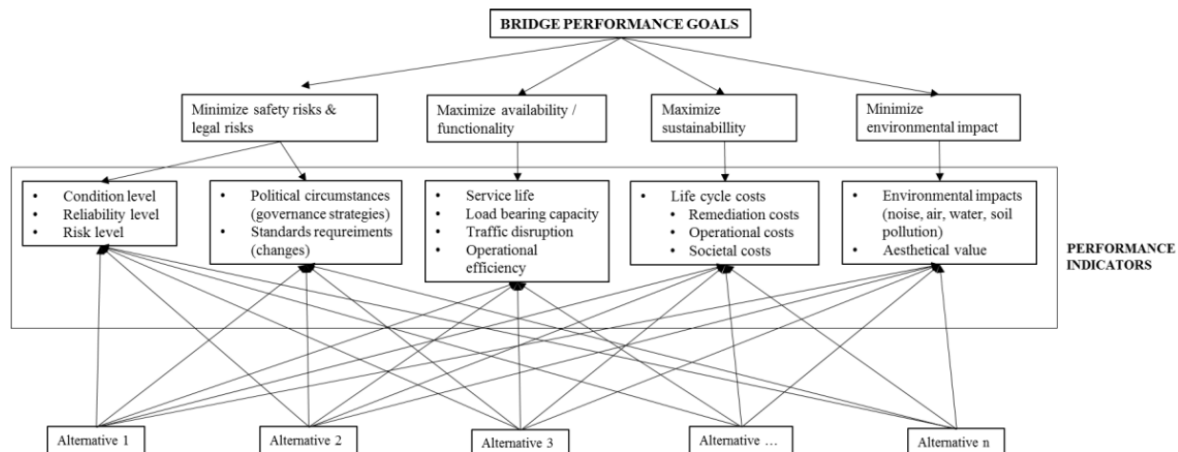 BRIDGE PERFORMANCE GOALS
Minimize safety risks &
legal risks
Maximize availability /
functionality
Maximize
sustainabillity
Minimize
environmental impact
• Condition level
• Reliability level
• Risk level
• Political circumstances
(governance strategies)
• Standards requreiments
(changes)
• Service life
• Load bearing capacity
• Traffic disruption
• Operational
efficiency
• Life cycle costs
• Remediation costs
• Operational costs
• Societal costs
• Environmental impacts
(noise, air, water, soil
pollution)
• Aesthetical value
PERFORMANCE
INDICATORS
Alternative 1
Alternative 2
Alternative 3
Alternative …
Alternative n